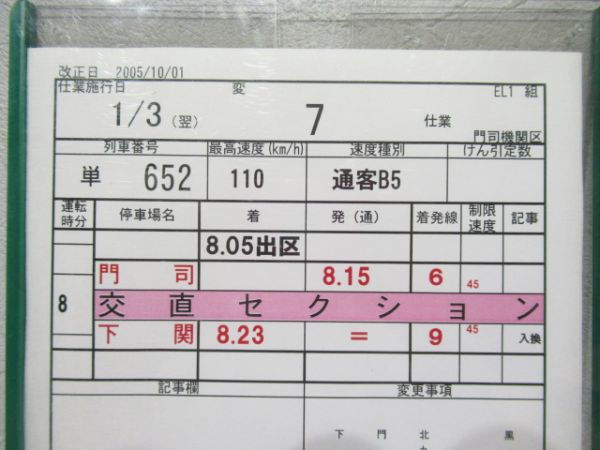 改正日 2005/10/01
仕業施行日 変 EL1 組
1/3 (翌) 7 仕業
門司機関区
列車番号 最高速度(km/h) 速度種別 けん引定数
単 652 110 通客B5
運転時分 停車場名 着 発(通) 着発線 制限速度 記事
8.05出区
門司 8.15 6 45
8 交直セクション
下関 8.23 = 9 45 入換
記事欄 変更事項
下 門 北 黒